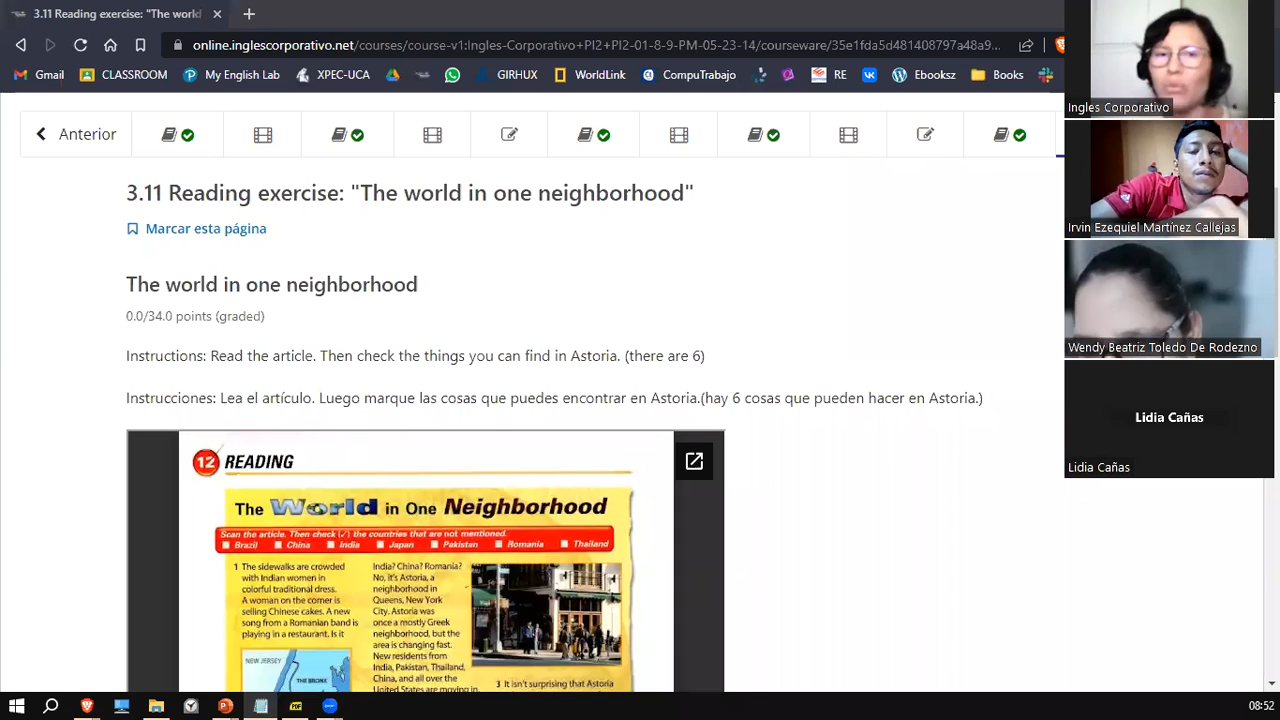 3.11 Reading exercise: "The world
online.inglescorporativo.net/courses/course-v1:Ingles-Corporativo+PI2+PI2-01-8-9-PM-05-23-14/courseware/35e1fda5d481408797a48a9...
Gmail
CLASSROOM
My English Lab
XPEC-UCA
GIRHUX
WorldLink
CompuTrabajo
RE
Ebooksz
Books
Anterior
3.11 Reading exercise: "The world in one neighborhood"
Marcar esta página
The world in one neighborhood
0.0/34.0 points (graded)
Instructions: Read the article. Then check the things you can find in Astoria. (there are 6)
Instrucciones: Lea el artículo. Luego marque las cosas que puedes encontrar en Astoria.(hay 6 cosas que pueden hacer en Astoria.)
12 READING
The World in One Neighborhood
Scan the article. Then check (✓) the countries that are not mentioned.
Brazil China India Japan Pakistan Romania Thailand
1 The sidewalks are crowded
with Indian women in
colorful traditional dress.
A woman on the corner is
selling Chinese cakes. A new
song from a Romanian band is
playing in a restaurant. Is it
NEW JERSEY
THE BRONX
India? China? Romania?
No, it's Astoria, a
neighborhood in
Queens, New York
City. Astoria was
once a mostly Greek
neighborhood, but the
area is changing fast.
New residents from
India, Pakistan, Thailand,
China, and all over the
United States are moving in.
3 It isn't surprising that Astoria
Ingles Corporativo
Irvin Ezequiel Martínez Callejas
Wendy Beatriz Toledo De Rodezno
Lidia Cañas
Lidia Cañas
08:52